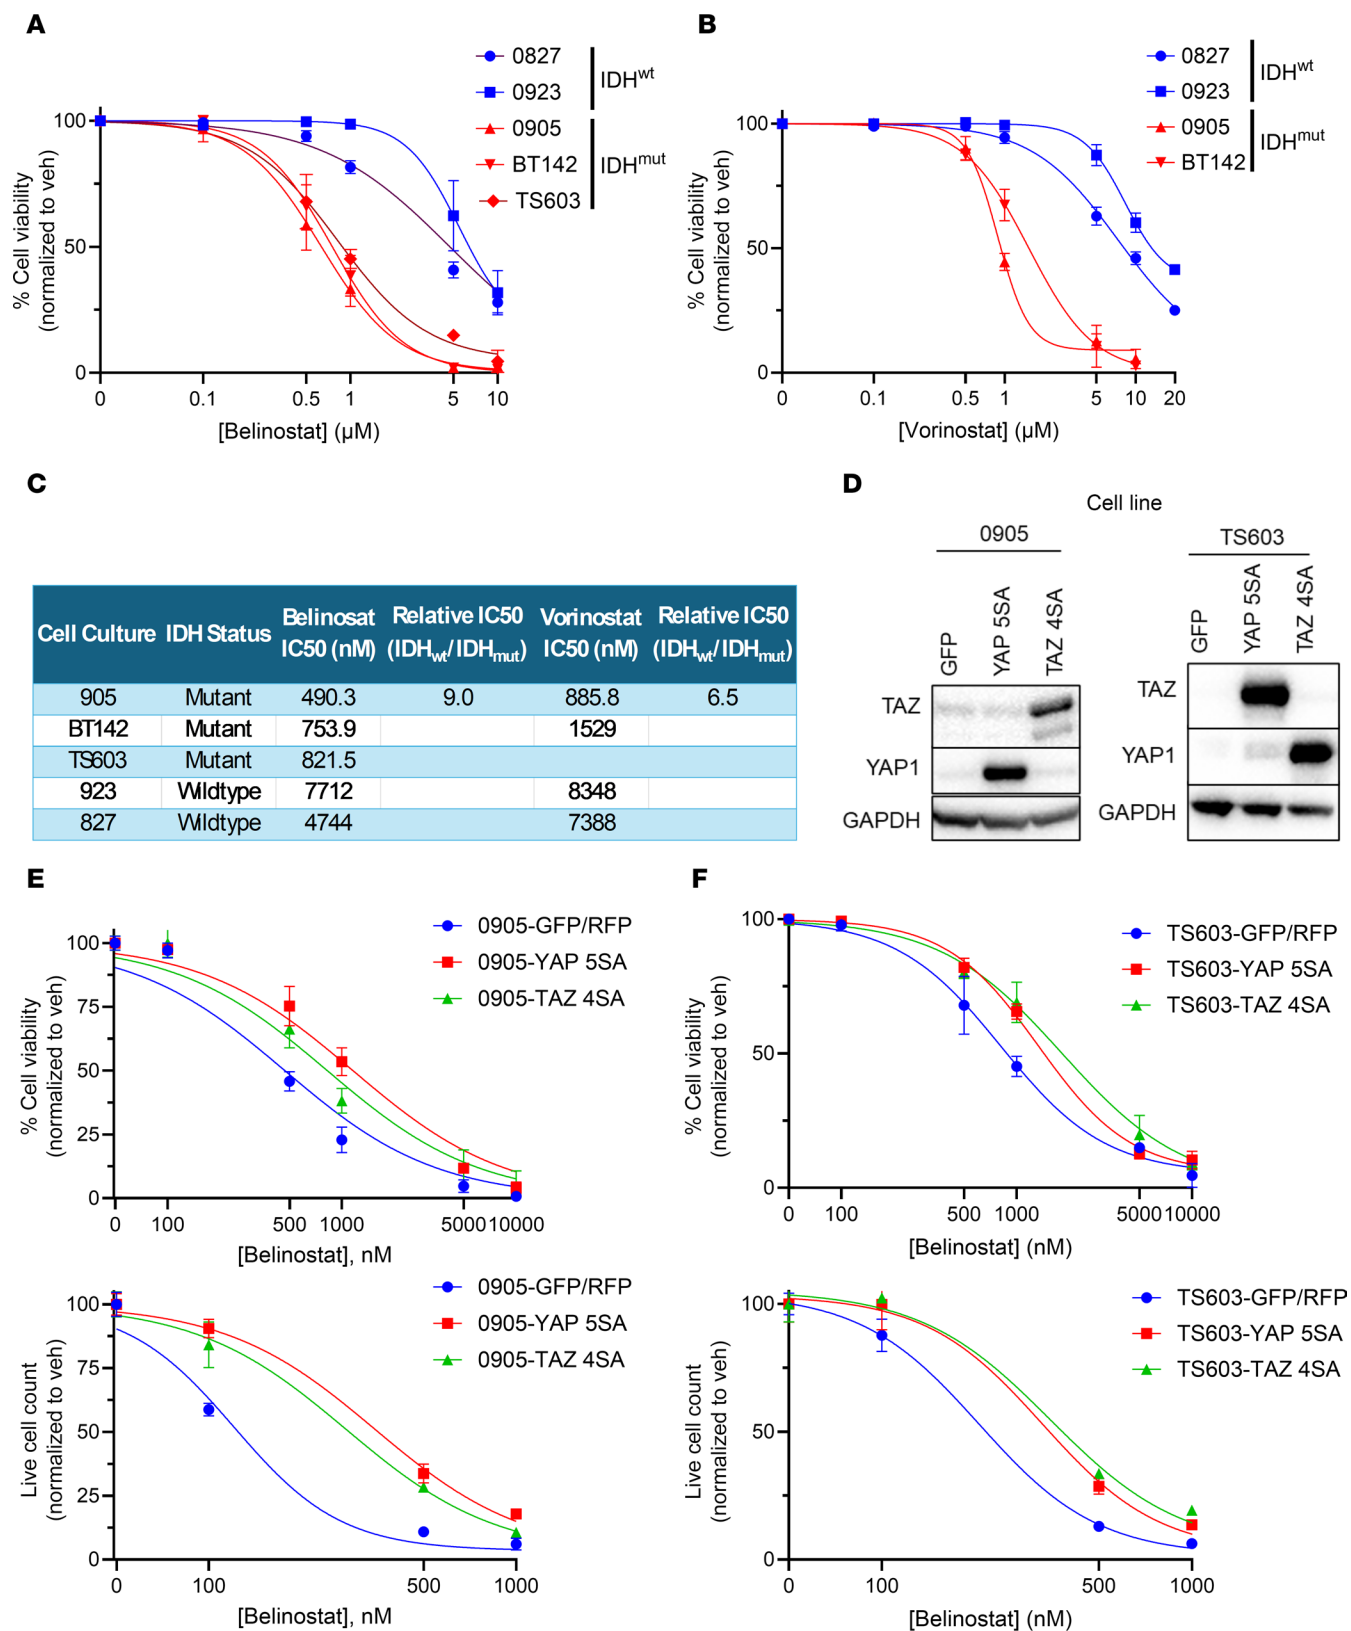 A
0827
0923
IDHwt
0905
BT142
TS603
IDHmut
% Cell viability
(normalized to veh)
100
50
0
0 0.1 0.5 1 5 10
[Belinostat] (µM)
B
0827
0923
IDHwt
0905
BT142
IDHmut
% Cell viability
(normalized to veh)
100
50
0
0 0.1 0.5 1 5 10 20
[Vorinostat] (µM)
C
Cell Culture IDH Status Belinosat IC50 (nM) Relative IC50 (IDHwt/IDHmut) Vorinostat IC50 (nM) Relative IC50 (IDHwt/IDHmut)
905 Mutant 490.3 9.0 885.8 6.5
BT142 Mutant 753.9 1529
TS603 Mutant 821.5
923 Wildtype 7712 8348
827 Wildtype 4744 7388
D
Cell line
0905
GFP
YAP 5SA
TAZ 4SA
TAZ
YAP1
GAPDH
TS603
GFP
YAP 5SA
TAZ 4SA
TAZ
YAP1
GAPDH
E
0905-GFP/RFP
0905-YAP 5SA
0905-TAZ 4SA
% Cell viability
(normalized to veh)
100
75
50
25
0
0 100 500 1000 5000 10000
[Belinostat], nM
0905-GFP/RFP
0905-YAP 5SA
0905-TAZ 4SA
Live cell count
(normalized to veh)
100
75
50
25
0
0 100 500 1000
[Belinostat], nM
F
TS603-GFP/RFP
TS603-YAP 5SA
TS603-TAZ 4SA
% Cell viability
(normalized to veh)
100
50
0
0 100 500 1000 5000 10000
[Belinostat] (nM)
TS603-GFP/RFP
TS603-YAP 5SA
TS603-TAZ 4SA
Live cell count
(normalized to veh)
100
50
0
0 100 500 1000
[Belinostat] (nM)